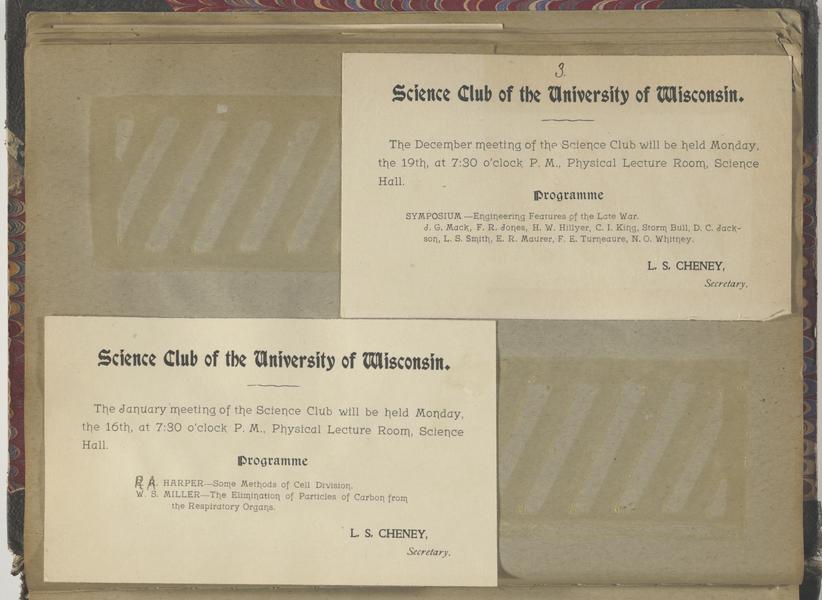 3.
Science Club of the University of Wisconsin.
The December meeting of the Science Club will be held Monday,
the 19th, at 7:30 o'clock P. M., Physical Lecture Room, Science
Hall.
Programme
SYMPOSIUM—Engineering Features of the Late War.
J. G. Mack, F. R. Jones, H. W. Hillyer, C. I. King, Storm Bull, D. C. Jack-
son, L. S. Smith, E. R. Maurer, F. E. Turneaure, N. O. Whitney.
L. S. CHENEY,
Secretary.
Science Club of the University of Wisconsin.
The January meeting of the Science Club will be held Monday,
the 16th, at 7:30 o'clock P. M., Physical Lecture Room, Science
Hall.
Programme
R. A. HARPER—Some Methods of Cell Division.
W. S. MILLER—The Elimination of Particles of Carbon from
the Respiratory Organs.
L. S. CHENEY,
Secretary.